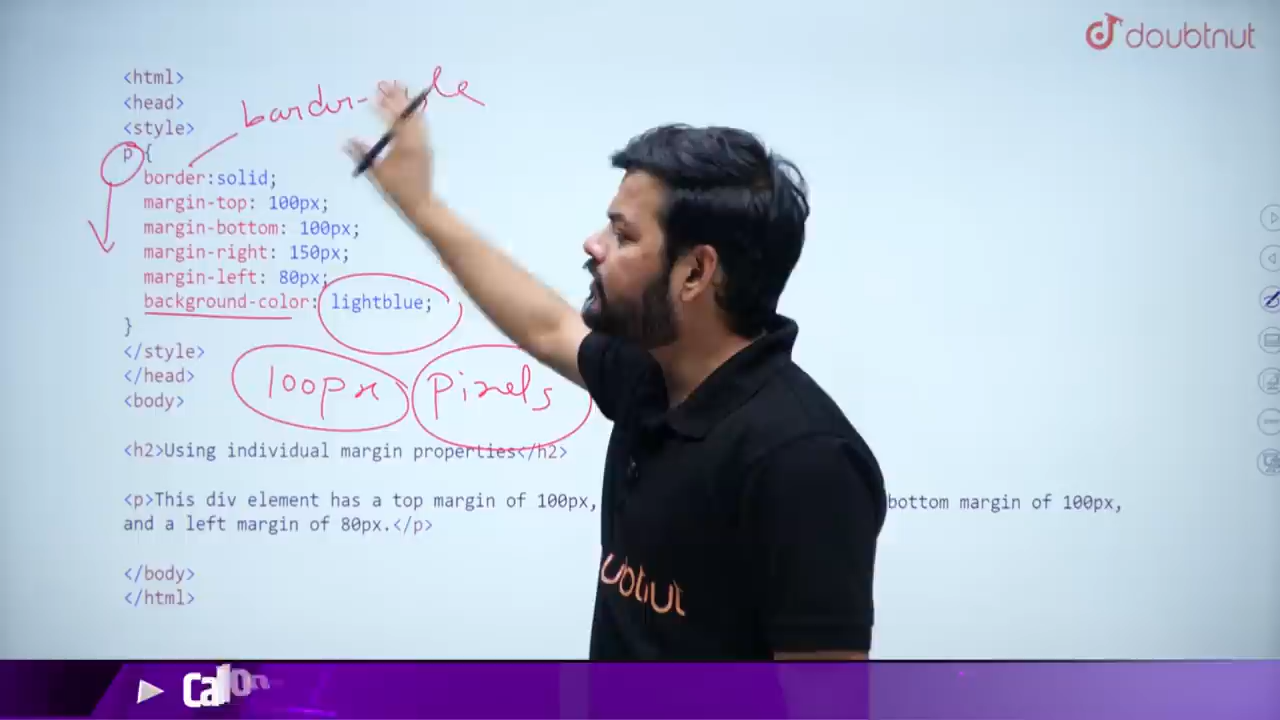 doubtnut
<html>
<head>
<style>
p {
border:solid;
margin-top: 100px;
margin-bottom: 100px;
margin-right: 150px;
margin-left: 80px;
background-color: lightblue;
}
</style>
</head>
<body>
100px pixels
<h2>Using individual margin properties</h2>
<p>This div element has a top margin of 100px, bottom margin of 100px,
and a left margin of 80px.</p>
</body>
</html>